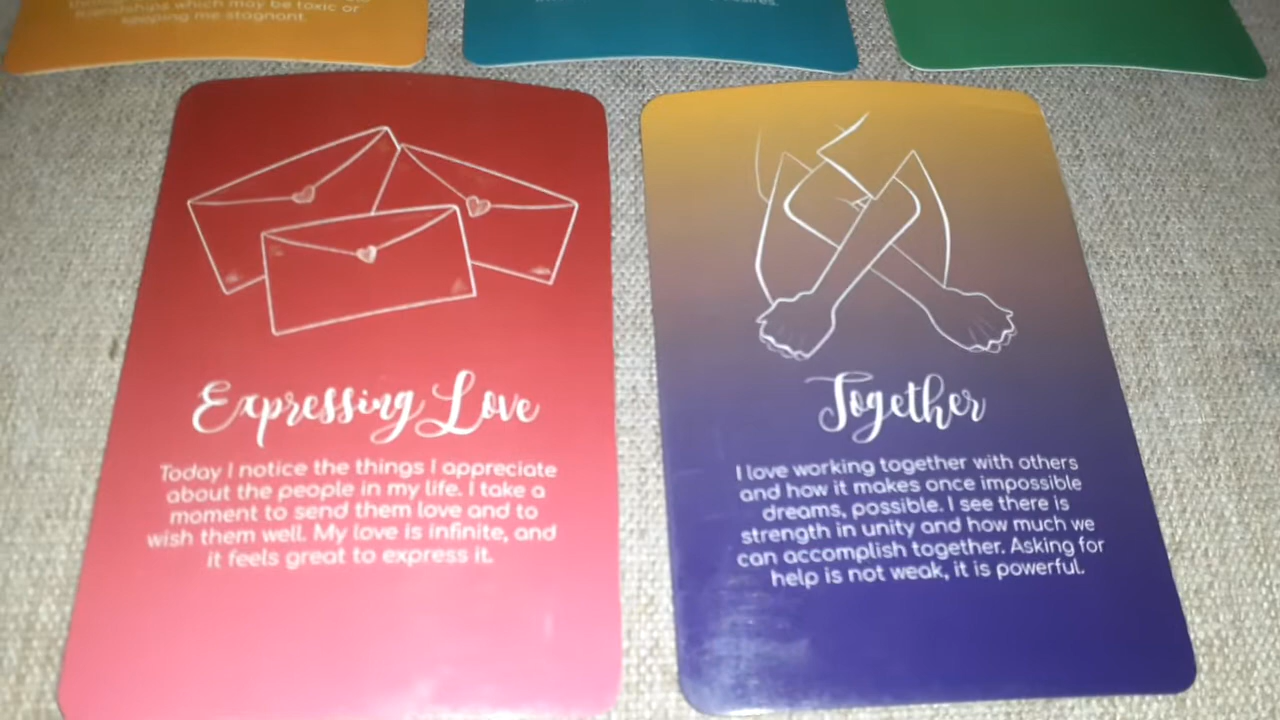 which may be toxic or
keeping me stagnant.
Expressing Love
Today I notice the things I appreciate
about the people in my life. I take a
moment to send them love and to
wish them well. My love is infinite, and
it feels great to express it.
Together
I love working together with others
and how it makes once impossible
dreams, possible. I see there is
strength in unity and how much we
can accomplish together. Asking for
help is not weak, it is powerful.